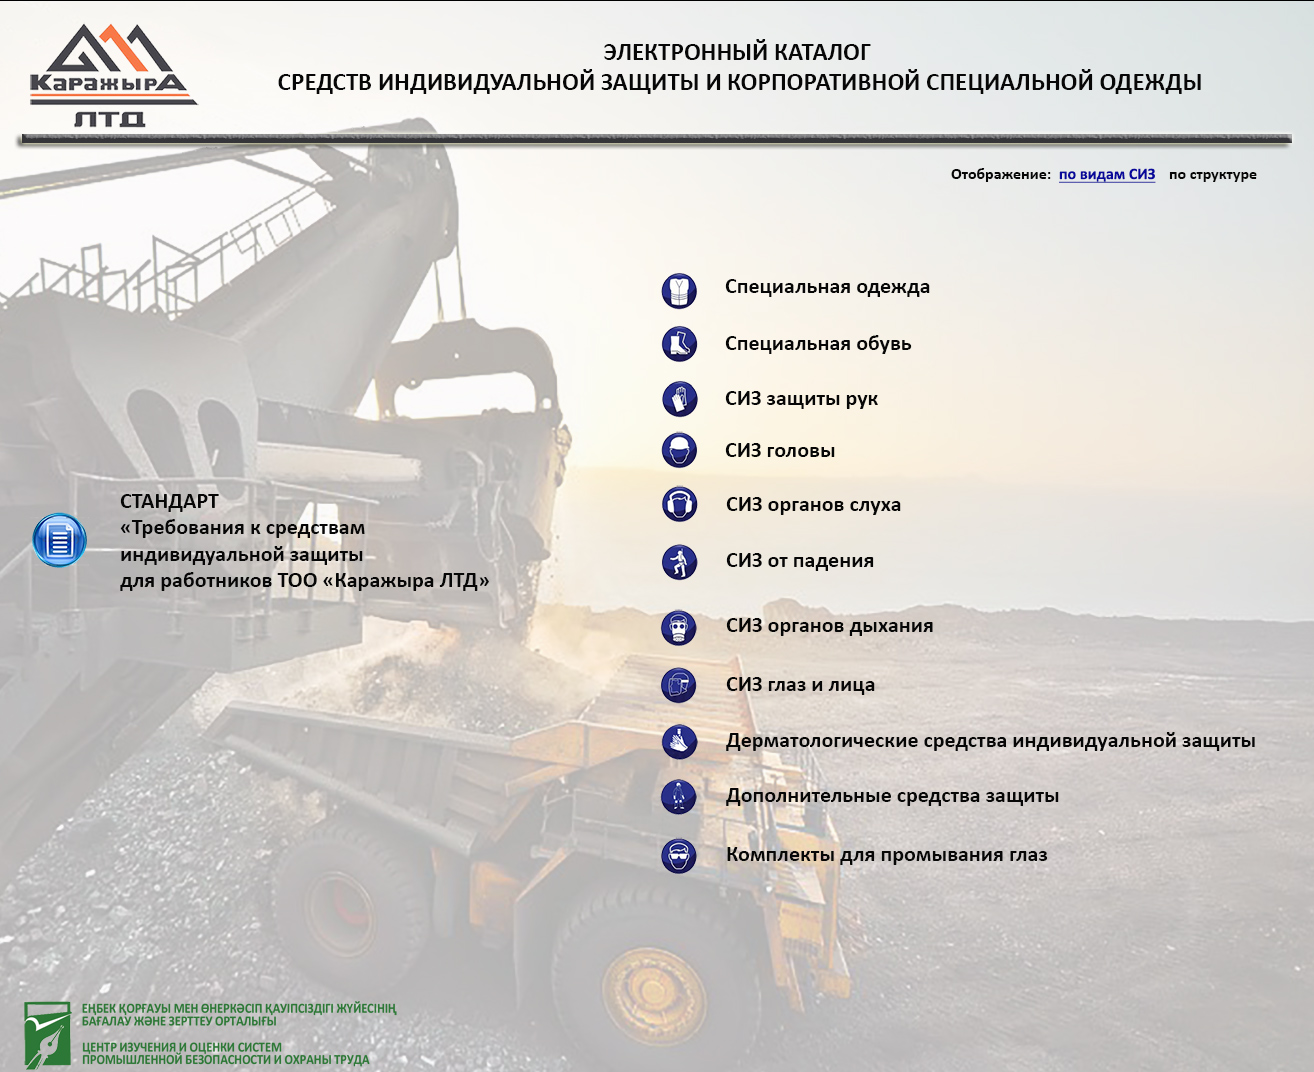 КаражырА
ЛТД
ЭЛЕКТРОННЫЙ КАТАЛОГ
СРЕДСТВ ИНДИВИДУАЛЬНОЙ ЗАЩИТЫ И КОРПОРАТИВНОЙ СПЕЦИАЛЬНОЙ ОДЕЖДЫ
Отображение: по видам СИЗ по структуре
СТАНДАРТ
«Требования к средствам
индивидуальной защиты
для работников ТОО «Каражыра ЛТД»
Специальная одежда
Специальная обувь
СИЗ защиты рук
СИЗ головы
СИЗ органов слуха
СИЗ от падения
СИЗ органов дыхания
СИЗ глаз и лица
Дерматологические средства индивидуальной защиты
Дополнительные средства защиты
Комплекты для промывания глаз
ЕҢБЕК ҚОРҒАУЫ МЕН ӨНЕРКӘСІП ҚАУІПСІЗДІГІ ЖҮЙЕСІНІҢ
БАҒАЛАУ ЖӘНЕ ЗЕРТТЕУ ОРТАЛЫҒЫ
ЦЕНТР ИЗУЧЕНИЯ И ОЦЕНКИ СИСТЕМ
ПРОМЫШЛЕННОЙ БЕЗОПАСНОСТИ И ОХРАНЫ ТРУДА